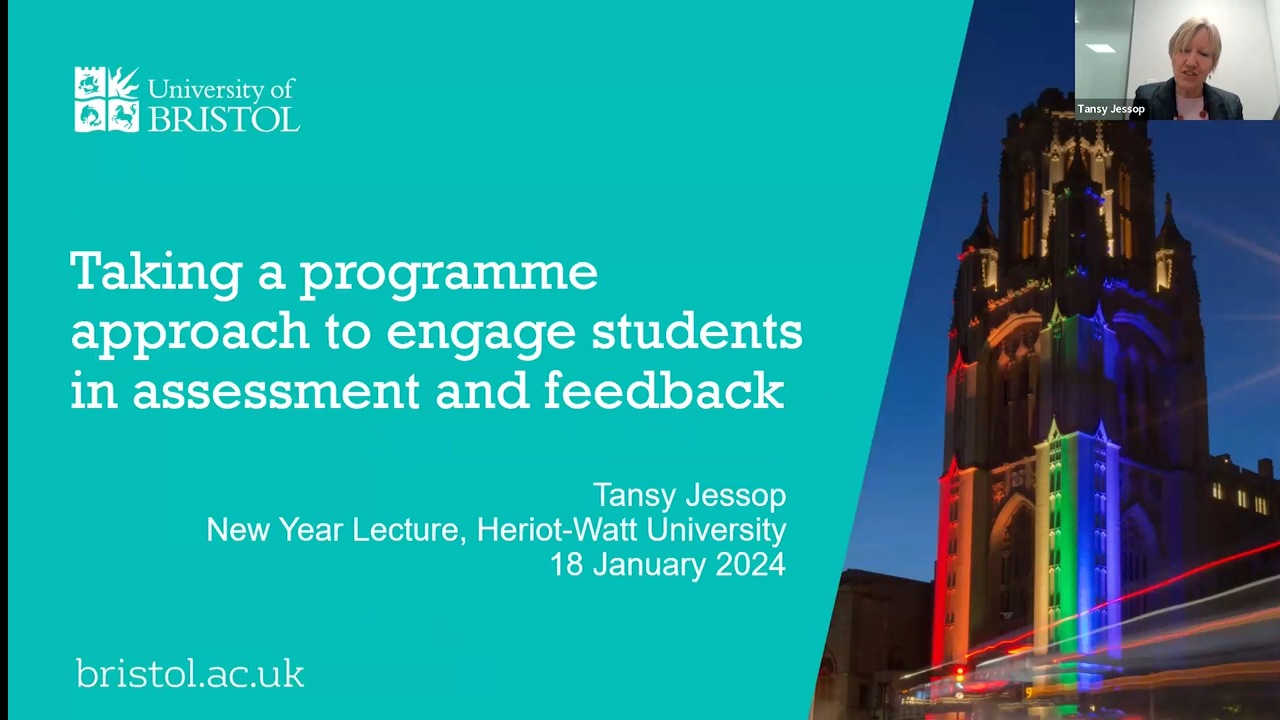 University of
BRISTOL
Tansy Jessop
Taking a programme
approach to engage students
in assessment and feedback
Tansy Jessop
New Year Lecture, Heriot-Watt University
18 January 2024
bristol.ac.uk
9